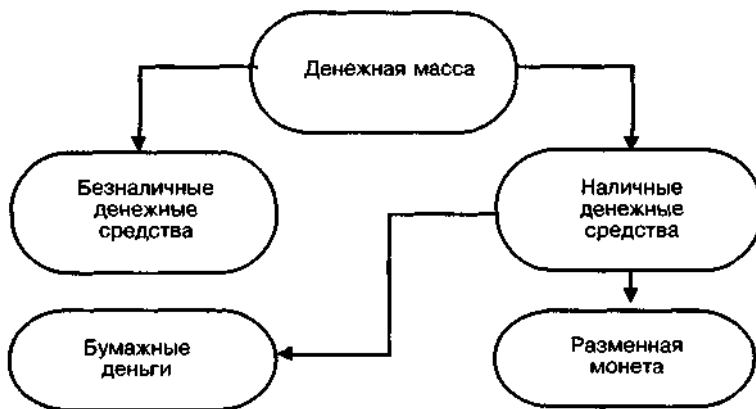 Денежная масса
Безналичные
денежные
средства
Наличные
денежные
средства
Бумажные
деньги
Разменная
монета